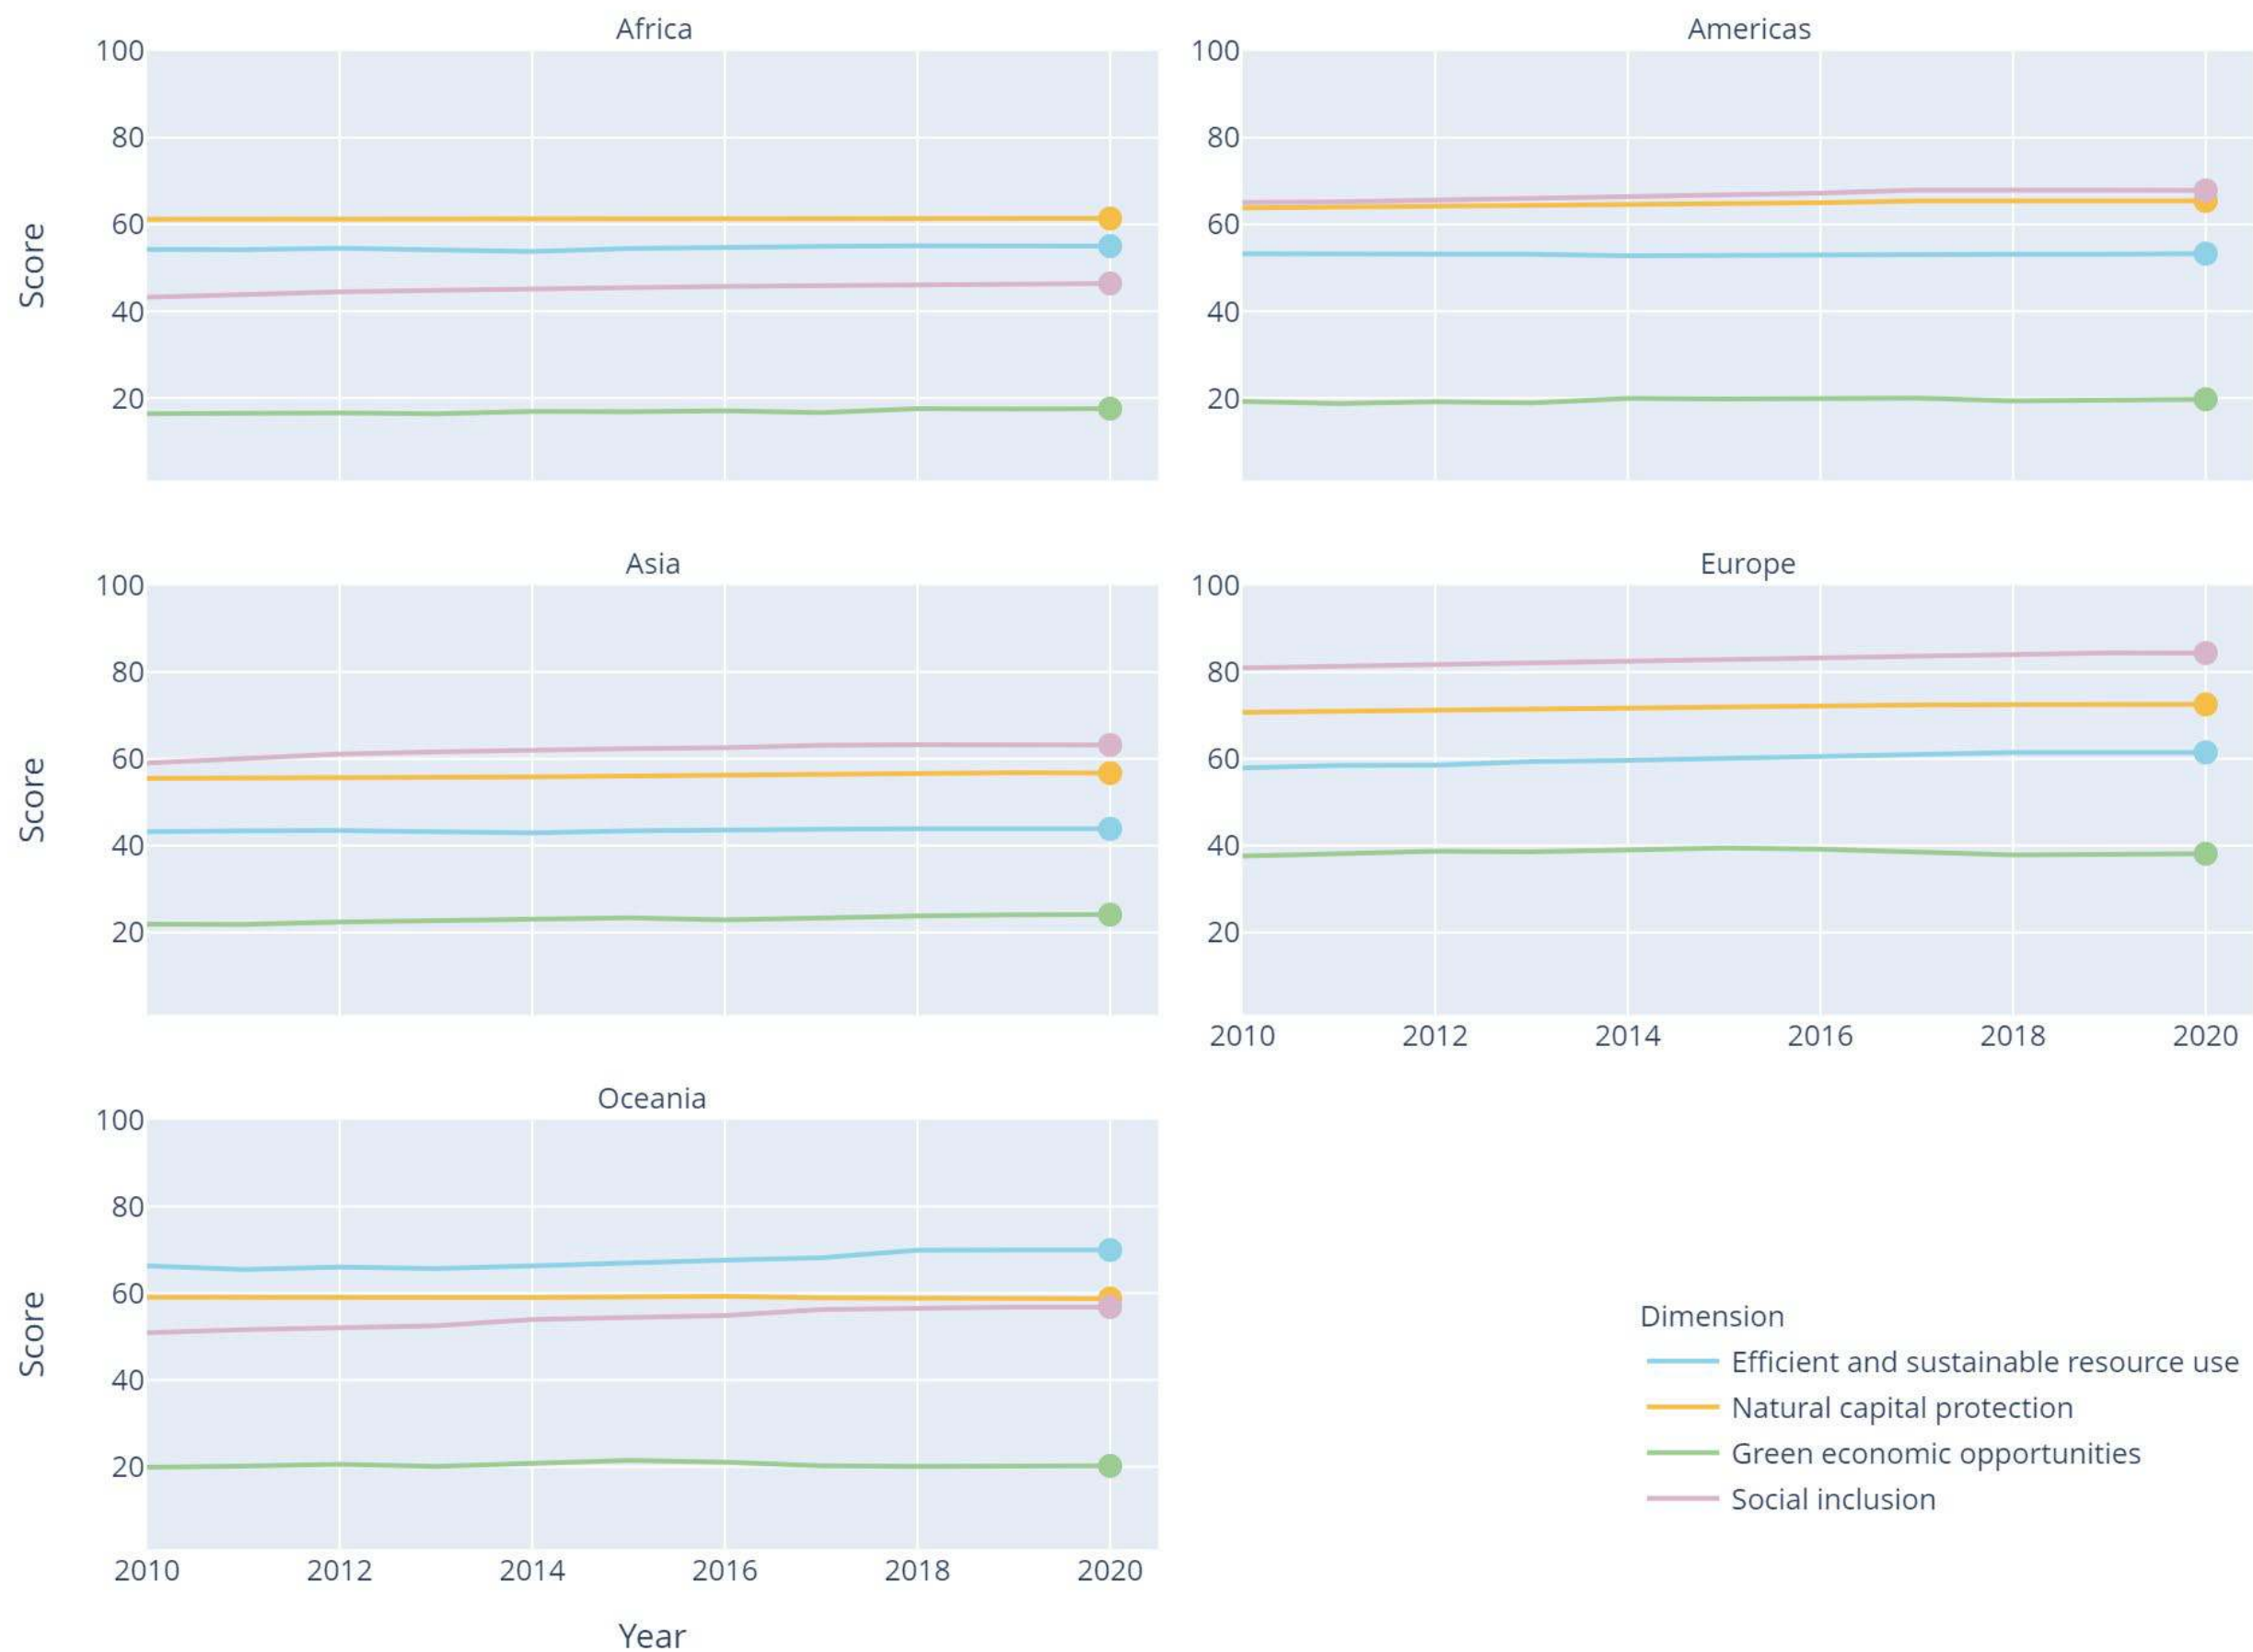 Africa
100
80
60
40
20
Score
Americas
100
80
60
40
20
Asia
100
80
60
40
20
Score
Europe
100
80
60
40
20
2010 2012 2014 2016 2018 2020
Oceania
100
80
60
40
20
Score
2010 2012 2014 2016 2018 2020
Year
Dimension
Efficient and sustainable resource use
Natural capital protection
Green economic opportunities
Social inclusion